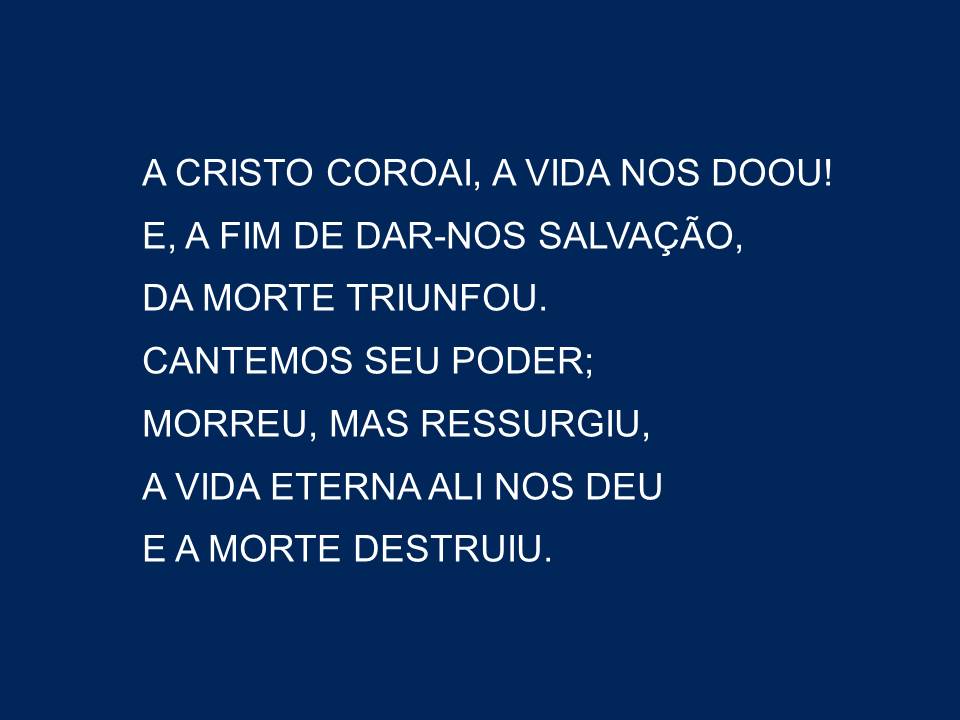 A CRISTO COROAI, A VIDA NOS DOOU!
E, A FIM DE DAR-NOS SALVAÇÃO,
DA MORTE TRIUNFOU.
CANTEMOS SEU PODER;
MORREU, MAS RESSURGIU,
A VIDA ETERNA ALI NOS DEU
E A MORTE DESTRUIU.